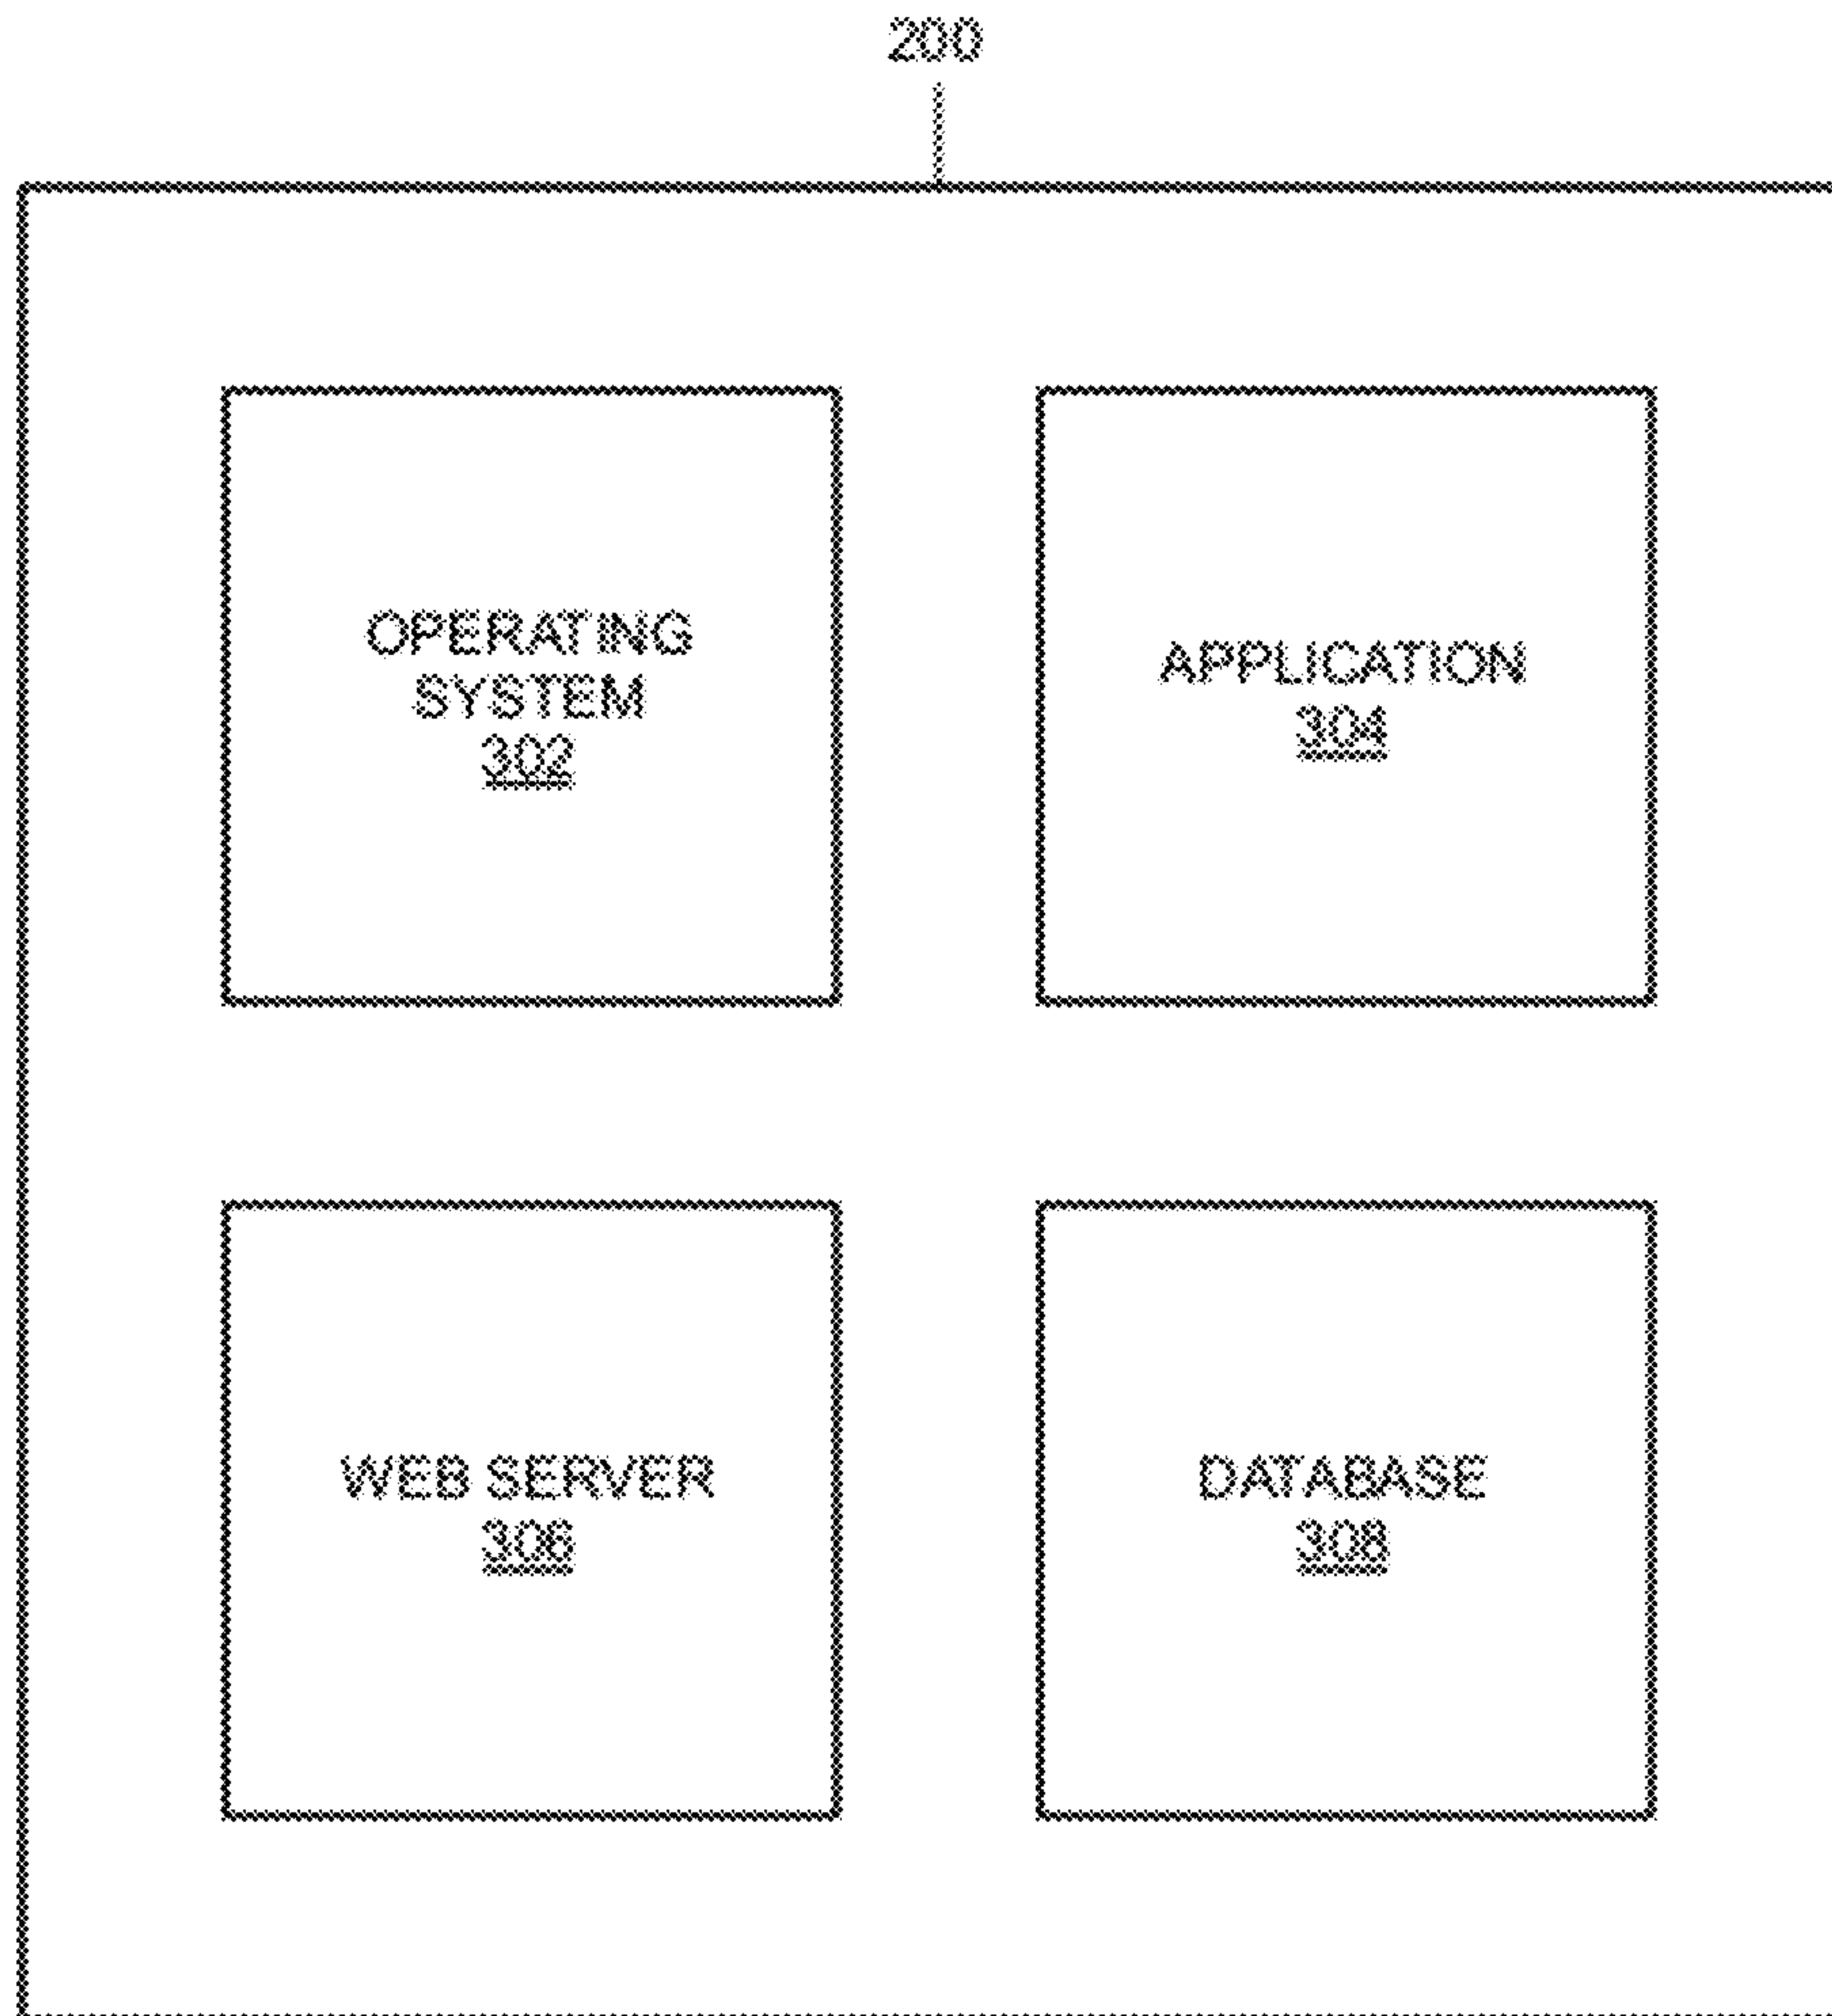 200
OPERATING
SYSTEM
302
APPLICATION
304
WEB SERVER
306
DATABASE
308